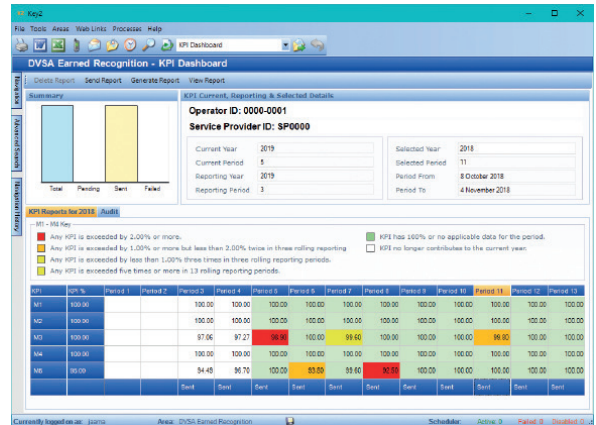 Key2
File Tools Areas Web Links Processes Help
KPI Dashboard
DVSA Earned Recognition - KPI Dashboard
Delete Report Send Report Generate Report View Report
Navigator
Advanced Search
Navigation History
Summary
Total Pending Sent Failed
KPI Current, Reporting & Selected Details
Operator ID: 0000-0001
Service Provider ID: SP0000
Current Year 2019 Selected Year 2018
Current Period 5 Selected Period 11
Reporting Year 2019 Period From 8 October 2018
Reporting Period 3 Period To 4 November 2018
KPI Reports for 2018 Audit
M1 - M4 Key
Any KPI is exceeded by 2.00% or more. KPI has 100% or no applicable data for the period.
Any KPI is exceeded by 1.00% or more but less than 2.00% twice in three rolling reporting KPI no longer contributes to the current year.
Any KPI is exceeded by less than 1.00% three times in three rolling reporting periods.
Any KPI exceeded five times or more in 13 rolling reporting periods.
KPI KPI % Period 1 Period 2 Period 3 Period 4 Period 5 Period 6 Period 7 Period 8 Period 9 Period 10 Period 11 Period 12 Period 13
M1 100.00 100.00 100.00 100.00 100.00 100.00 100.00 100.00 100.00 100.00 100.00 100.00
M2 100.00 100.00 100.00 100.00 100.00 100.00 100.00 100.00 100.00 100.00 100.00 100.00
M3 100.00 97.06 97.27 100.00 99.60 100.00 100.00 100.00 99.80 100.00 100.00
M4 100.00 100.00 100.00 100.00 100.00 100.00 100.00 100.00 100.00 100.00 100.00 100.00
M5 95.00 94.49 96.70 100.00 99.60 100.00 100.00 100.00 100.00 100.00
Sent Sent Sent Sent Sent Sent Sent Sent Sent Sent Sent
Currently logged on as: Area: DVSA Earned Recognition Scheduler: Active: 0 Failed: 0 Disabled: 0